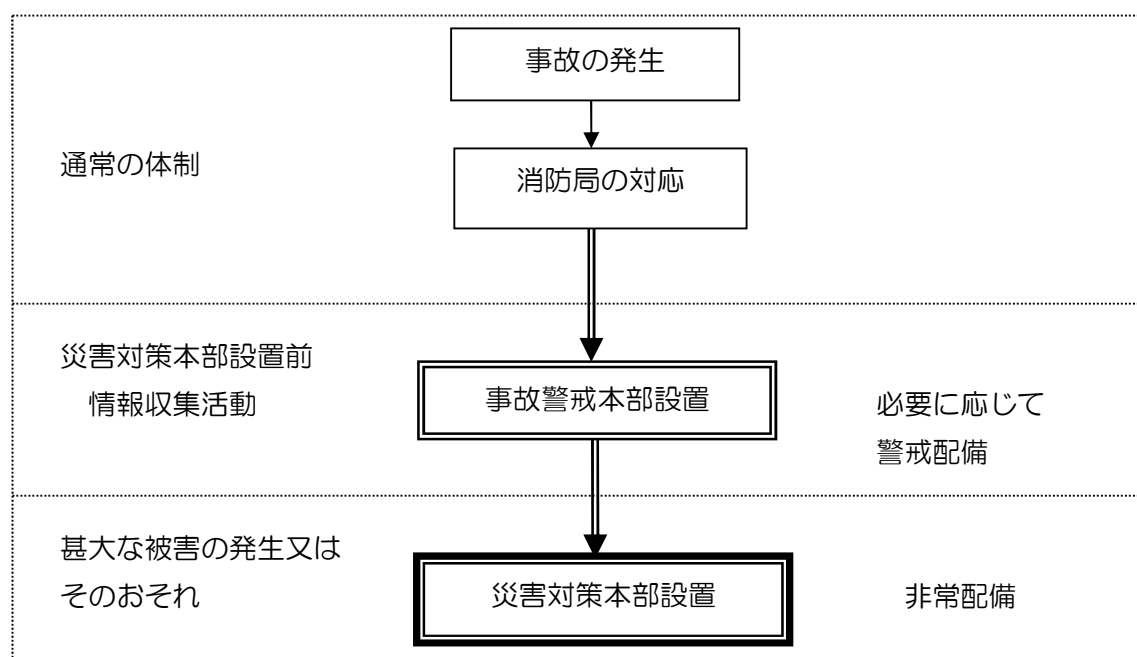 事故の発生
通常の体制
消防局の対応
災害対策本部設置前
情報収集活動
事故警戒本部設置
必要に応じて
警戒配備
甚大な被害の発生又は
そのおそれ
災害対策本部設置
非常配備